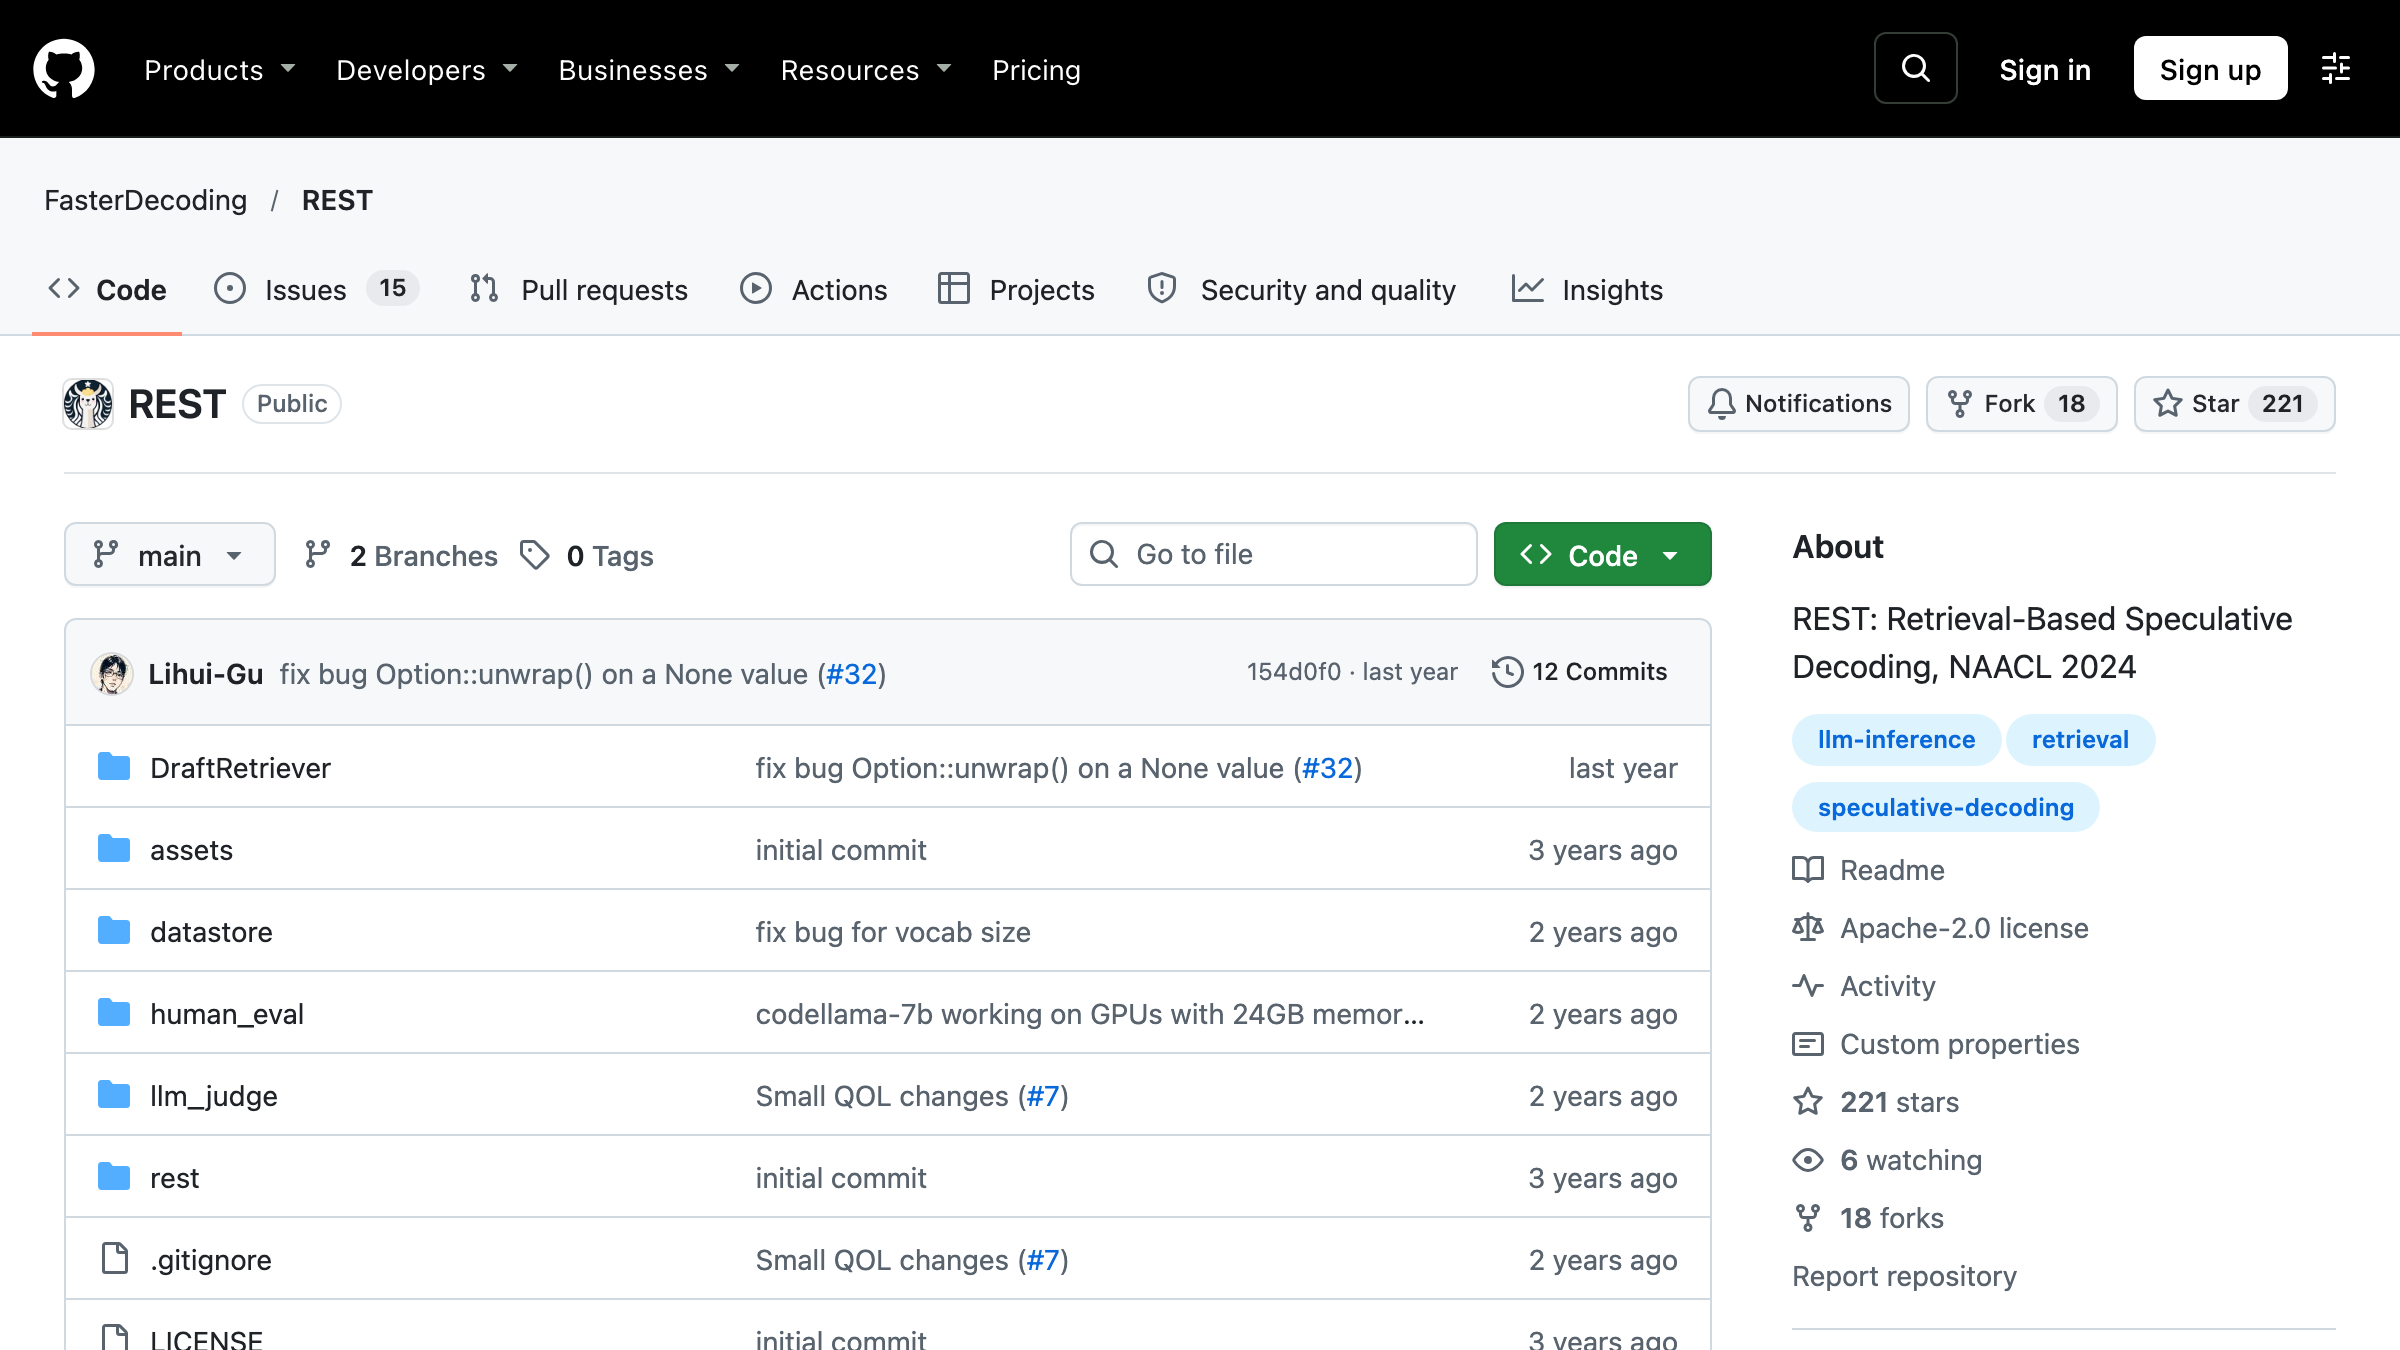 Products Developers Businesses Resources Pricing Sign in Sign up
FasterDecoding / REST
Code Issues 15 Pull requests Actions Projects Security and quality Insights
REST Public Notifications Fork 18 Star 221
main 2 Branches 0 Tags Go to file Code
Lihui-Gu fix bug Option::unwrap() on a None value (#32) 154d0f0 · last year 12 Commits
DraftRetriever fix bug Option::unwrap() on a None value (#32) last year
assets initial commit 3 years ago
datastore fix bug for vocab size 2 years ago
human_eval codellama-7b working on GPUs with 24GB memor... 2 years ago
llm_judge Small QOL changes (#7) 2 years ago
rest initial commit 3 years ago
.gitignore Small QOL changes (#7) 2 years ago
LICENSE initial commit 3 years ago
About
REST: Retrieval-Based Speculative
Decoding, NAACL 2024
llm-inference retrieval
speculative-decoding
Readme
Apache-2.0 license
Activity
Custom properties
221 stars
6 watching
18 forks
Report repository